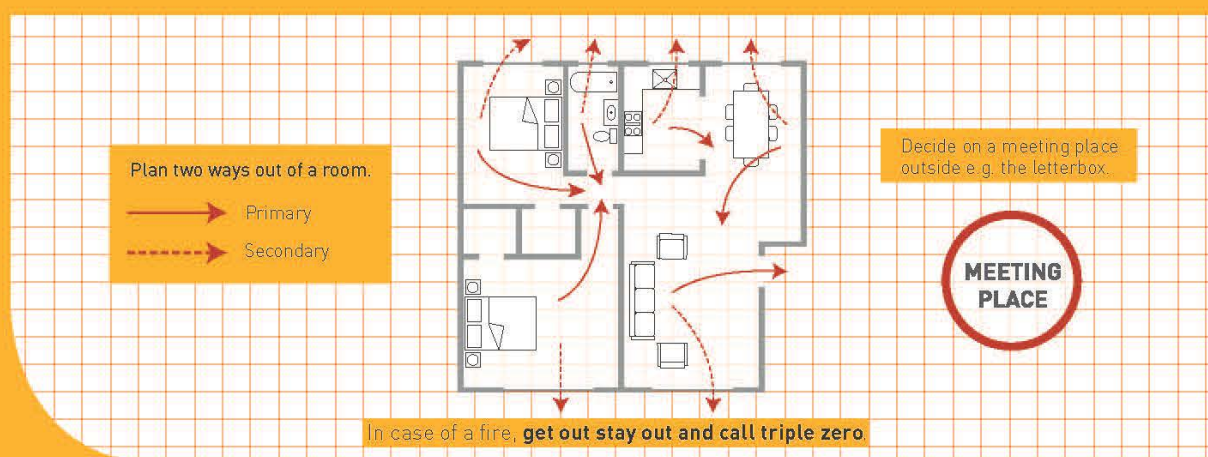 Plan two ways out of a room.
Primary
Secondary
Decide on a meeting place
outside e.g. the letterbox.
MEETING
PLACE
In case of a fire, get out stay out and call triple zero.